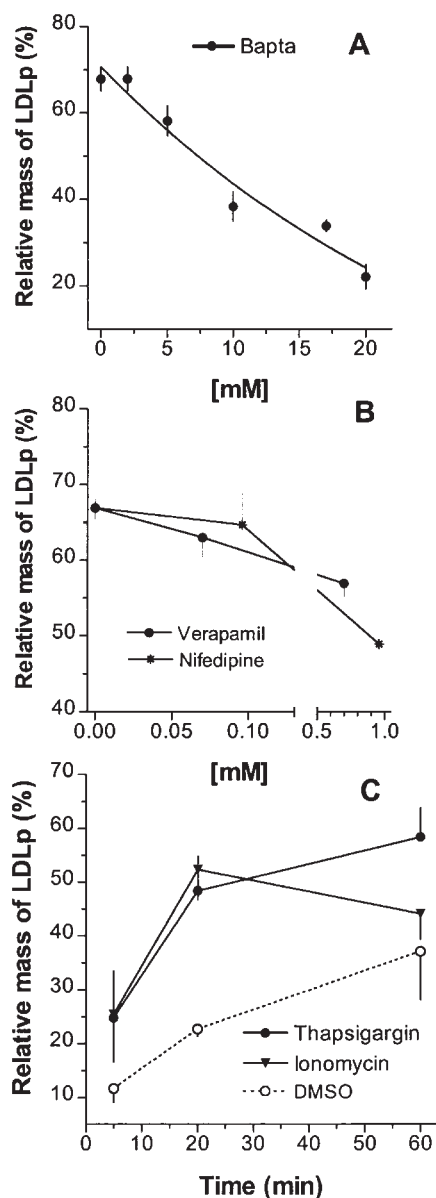 A
Bapta
Relative mass of LDLp (%)
80
60
40
20
0
5
10
15
20
[mM]
B
Relative mass of LDLp (%)
80
70
60
50
40
Verapamil
Nifedipine
0.00
0.05
0.10
0.5
1.0
[mM]
C
Relative mass of LDLp (%)
70
60
50
40
30
20
10
Thapsigargin
Ionomycin
DMSO
0
10
20
30
40
50
60
Time (min)